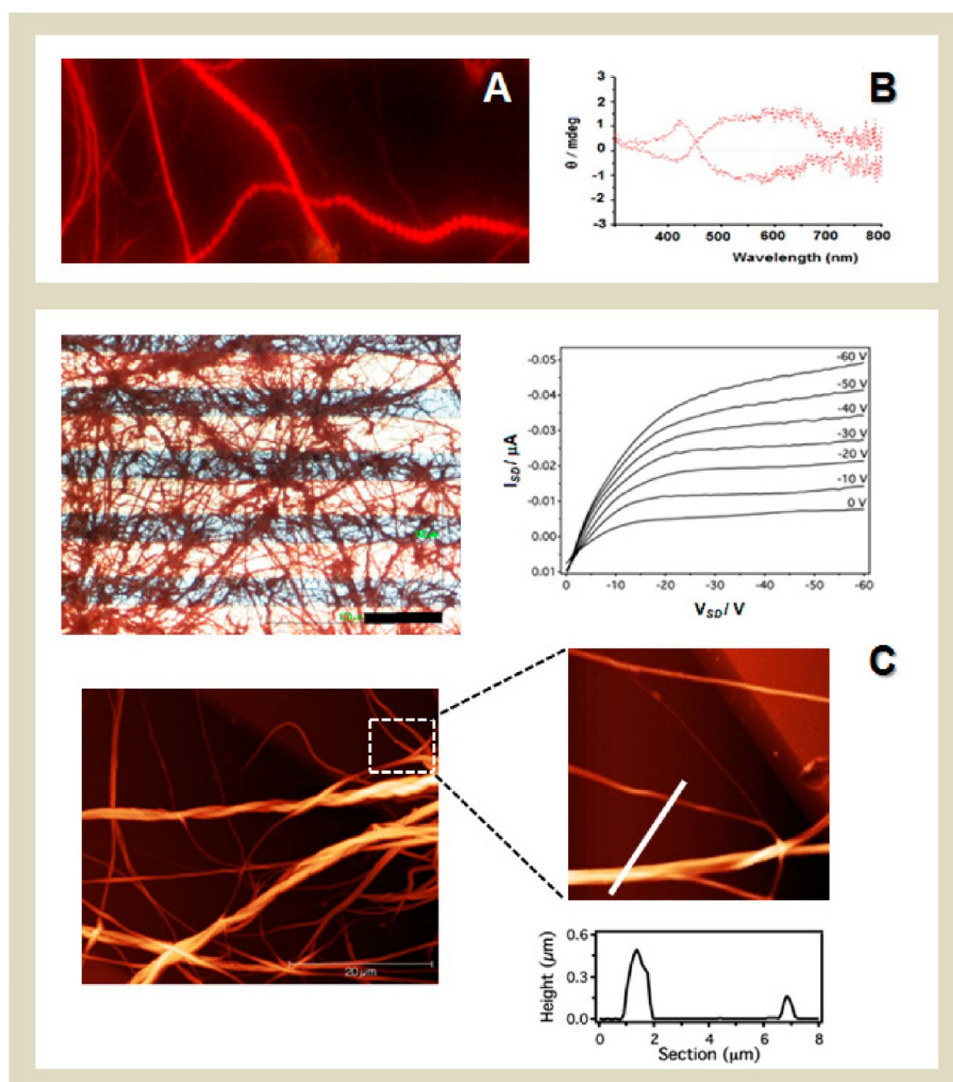 A
B
3
2
1
0
-1
-2
-3
θ / mdeg
400 500 600 700 800
Wavelength (nm)
-0.05
-0.04
-0.03
-0.02
-0.01
0.00
0.01
I_SD / μA
-60 V
-50 V
-40 V
-30 V
-20 V
-10 V
0 V
0 -10 -20 -30 -40 -50 -60
V_SD / V
C
20 μm
0.6
0.3
0.0
Height (μm)
0 2 4 6 8
Section (μm)